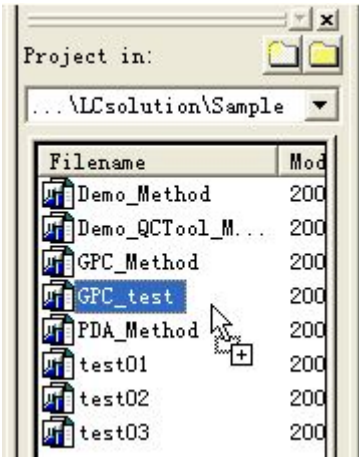 Project in:
...\LCsolution\Sample
Filename Mod
Demo_Method 200
Demo_QCTool_M... 200
GPC_Method 200
GPC_test 200
PDA_Method 200
test01 200
test02 200
test03 200